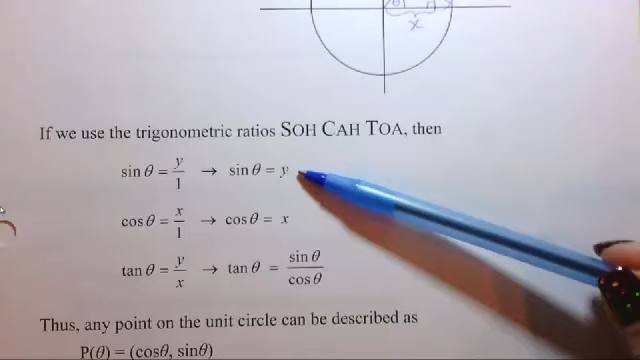 θ
x
If we use the trigonometric ratios SOH CAH TOA, then
sin θ = y/1 → sin θ = y
cos θ = x/1 → cos θ = x
tan θ = y/x → tan θ = sin θ/cos θ
Thus, any point on the unit circle can be described as
P(θ) = (cosθ, sinθ)